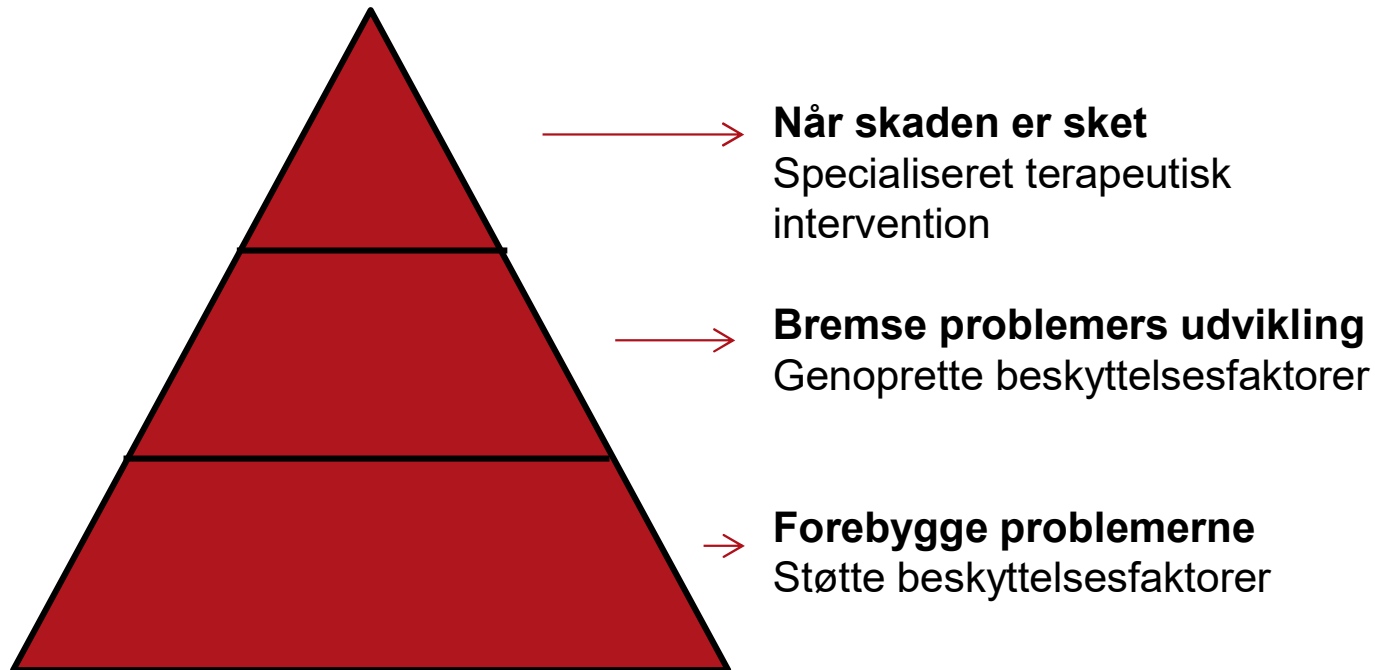 Når skaden er sket
Specialiseret terapeutisk
intervention
Bremse problemers udvikling
Genoprette beskyttelsesfaktorer
Forebygge problemerne
Støtte beskyttelsesfaktorer